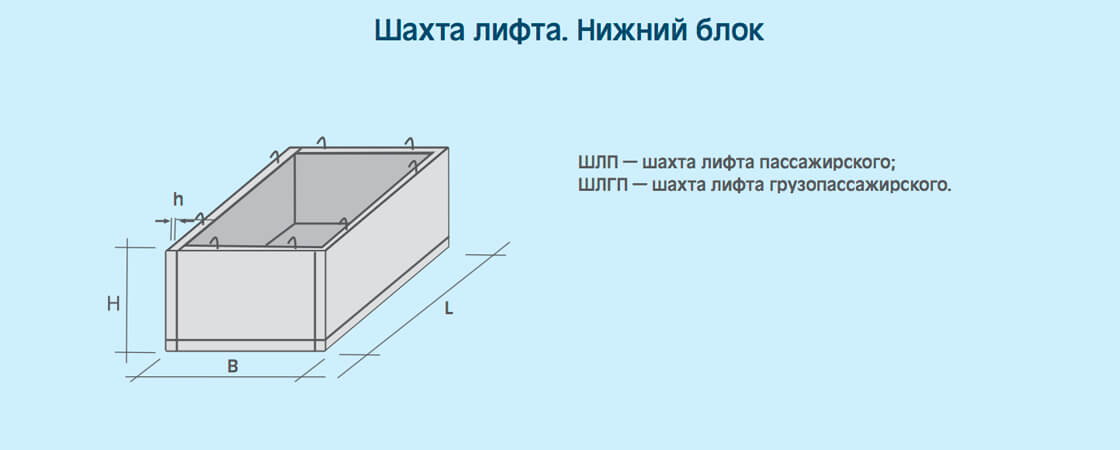 Шахта лифта. Нижний блок
ШЛП — шахта лифта пассажирского;
ШЛГП — шахта лифта грузопассажирского.
h
H
L
B